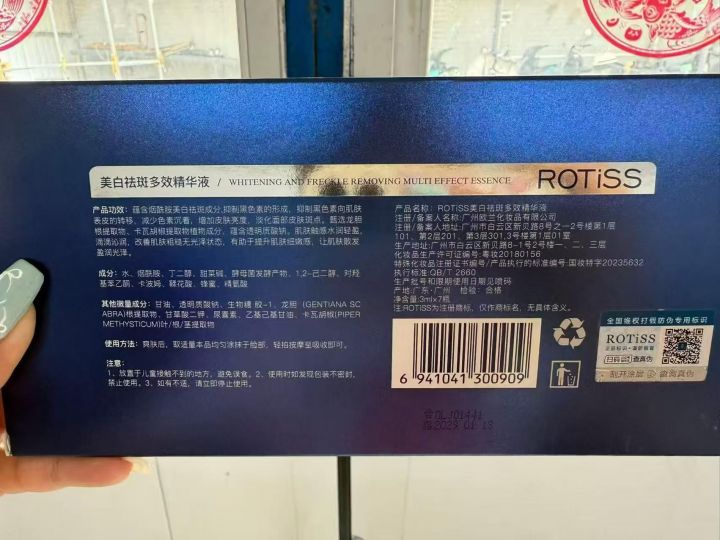 美白祛斑多效精华液 / WHITENING AND FRECKLE REMOVING MULTI EFFECT ESSENCE ROTiSS
产品功效：蕴含烟酰胺美白祛斑成分,抑制黑色素的形成，抑制黑色素向肌肤
表皮的转移、减少色素沉着，增加皮肤亮度，淡化面部皮肤斑点，甄选龙胆
根提取物、卡瓦胡椒提取物植物成分，蕴含透明质酸钠，肌肤触感水润轻盈,
滴滴沁润，改善肌肤粗糙无光泽状态，有助于提升肌肤细嫩感，让肌肤散发
盈润光泽。
成分：水、烟酰胺、丁二醇、甜菜碱、酵母菌发酵产物、1,2-己二醇、对羟
基苯乙酮、卡波姆、鞣花酸、蜂蜜、精氨酸
其他微量成分：甘油、透明质酸钠、生物糖胶-1、龙胆 (GENTIANA SC
ABRA)根提取物、甘草酸二钾、尿囊素、乙基己基甘油、卡瓦胡椒(PIPER
METHYSTICUM)叶/根/茎提取物
使用方法：爽肤后，取适量本品均匀涂抹于脸部，轻拍按摩至吸收即可。
注意：
1、放置于儿童接触不到的地方，避免误食。2、使用时如发现包装不密封,
禁止使用。3、如有不适，请立即停止使用。
产品名称：ROTiSS美白祛斑多效精华液
注册/备案人名称:广州欧兰化妆品有限公司
注册/备案人地址:广州市白云区新贝路8号之一2号楼第1层
101、第2层201、第3层301,3号楼第1层01室
生产地址:广州市白云区新贝路8-1号2号楼一、二、三层
化妆品生产许可证编号:粤妆20180156
特殊化妆品注册证书编号/产品执行的标准编号:国妆特字20235632
执行标准:QB/T 2660
生产批号和限期使用日期见喷码
产地:广东·广州 检验：合格
净含量:3ml×7瓶
注:ROTISS为注册商标，仅作商标名，无具体含义。
6 941041 300909
全国维权打假防伪专用标识
ROTiSS
扫码查真伪
刮开涂层 查询真伪